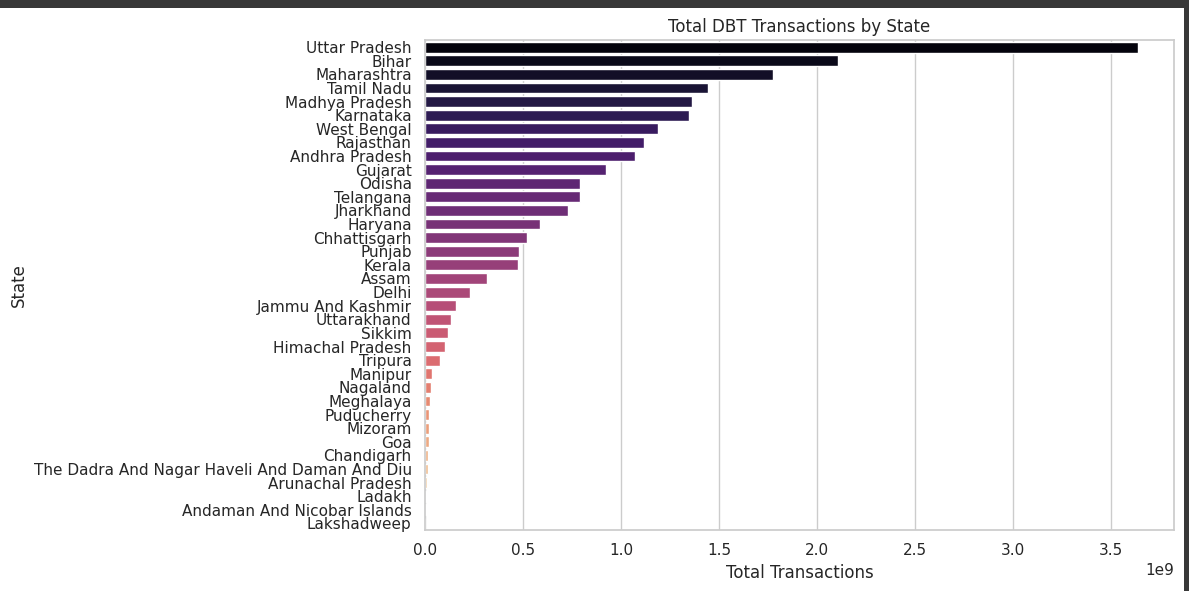 Total DBT Transactions by State
Uttar Pradesh
Bihar
Maharashtra
Tamil Nadu
Madhya Pradesh
Karnataka
West Bengal
Rajasthan
Andhra Pradesh
Gujarat
Odisha
Telangana
Jharkhand
Haryana
Chhattisgarh
Punjab
Kerala
Assam
Delhi
Jammu And Kashmir
Uttarakhand
Sikkim
Himachal Pradesh
Tripura
Manipur
Nagaland
Meghalaya
Puducherry
Mizoram
Goa
Chandigarh
The Dadra And Nagar Haveli And Daman And Diu
Arunachal Pradesh
Ladakh
Andaman And Nicobar Islands
Lakshadweep
State
0.0 0.5 1.0 1.5 2.0 2.5 3.0 3.5
1e9
Total Transactions